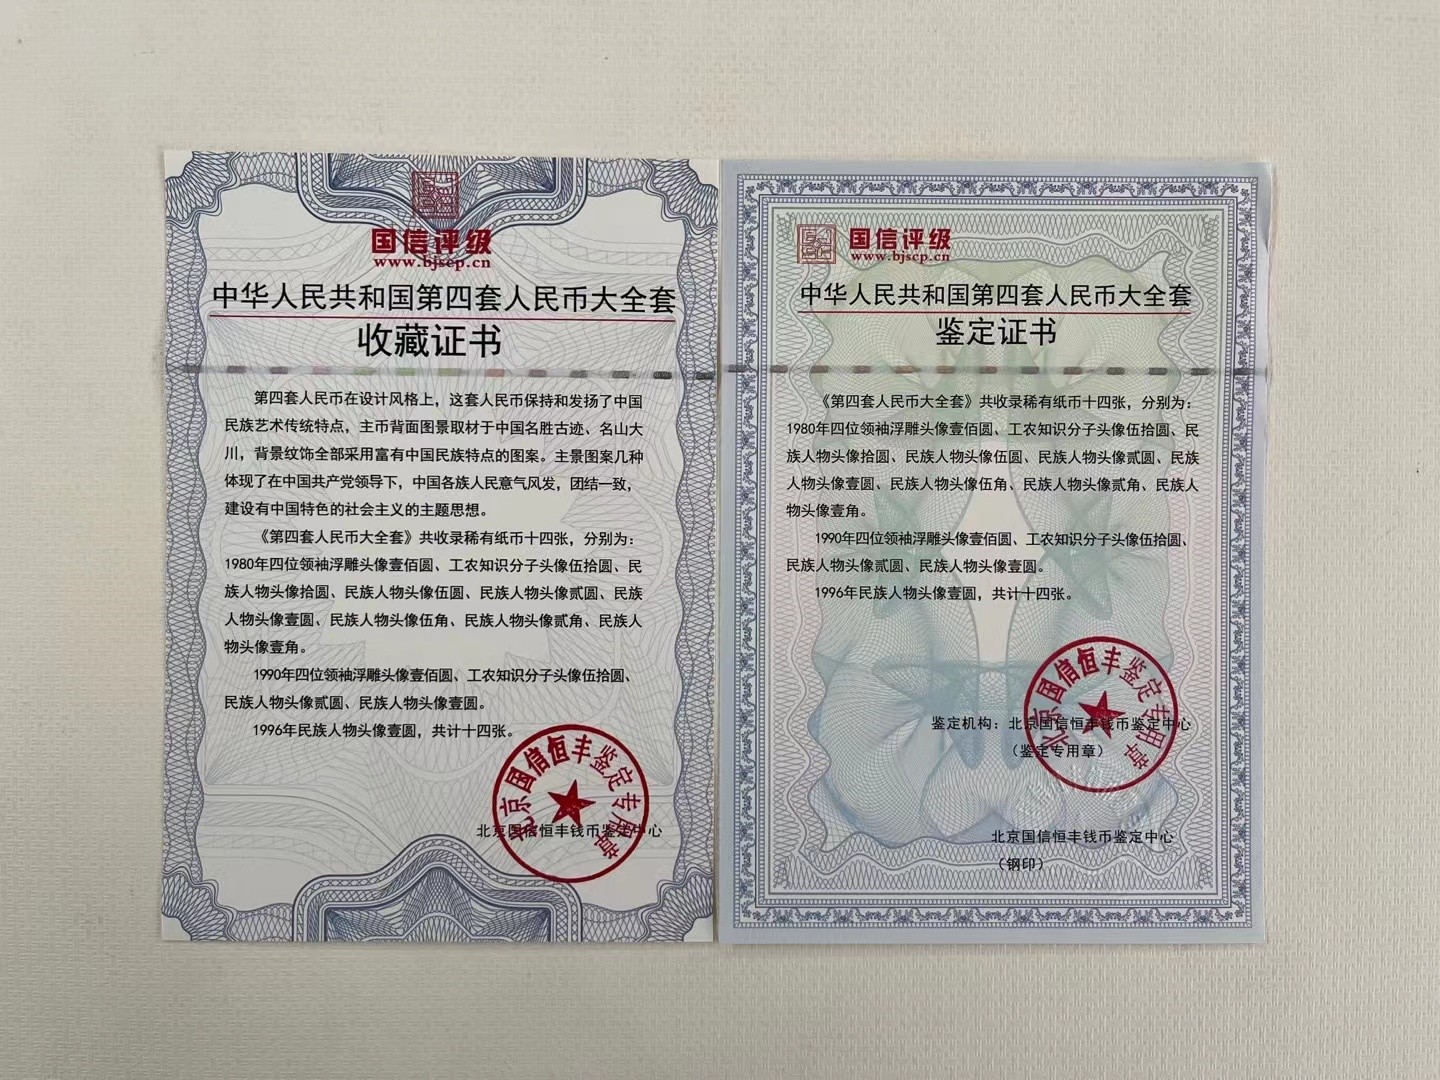 国信评级
www.bjscp.cn
中华人民共和国第四套人民币大全套
收藏证书
第四套人民币在设计风格上，这套人民币保持和发扬了中国
民族艺术传统特点，主币背面图景取材于中国名胜古迹、名山大
川，背景纹饰全部采用富有中国民族特点的图案。主景图案几种
体现了在中国共产党领导下，中国各族人民意气风发，团结一致，
建设有中国特色的社会主义的主题思想。
《第四套人民币大全套》共收录稀有纸币十四张，分别为：
1980年四位领袖浮雕头像壹佰圆、工农知识分子头像伍拾圆、民
族人物头像拾圆、民族人物头像伍圆、民族人物头像贰圆、民族
人物头像壹圆、民族人物头像伍角、民族人物头像贰角、民族人
物头像壹角。
1990年四位领袖浮雕头像壹佰圆、工农知识分子头像伍拾圆、
民族人物头像贰圆、民族人物头像壹圆。
1996年民族人物头像壹圆，共计十四张。
北京国信恒丰钱币鉴定中心
北京国信恒丰鉴定专用章
国信评级
www.bjscp.cn
中华人民共和国第四套人民币大全套
鉴定证书
《第四套人民币大全套》共收录稀有纸币十四张，分别为：
1980年四位领袖浮雕头像壹佰圆、工农知识分子头像伍拾圆、民
族人物头像拾圆、民族人物头像伍圆、民族人物头像贰圆、民族
人物头像壹圆、民族人物头像伍角、民族人物头像贰角、民族人
物头像壹角。
1990年四位领袖浮雕头像壹佰圆、工农知识分子头像伍拾圆、
民族人物头像贰圆、民族人物头像壹圆。
1996年民族人物头像壹圆，共计十四张。
鉴定机构：北京国信恒丰钱币鉴定中心
（鉴定专用章）
北京国信恒丰鉴定专用章
北京国信恒丰钱币鉴定中心
（钢印）